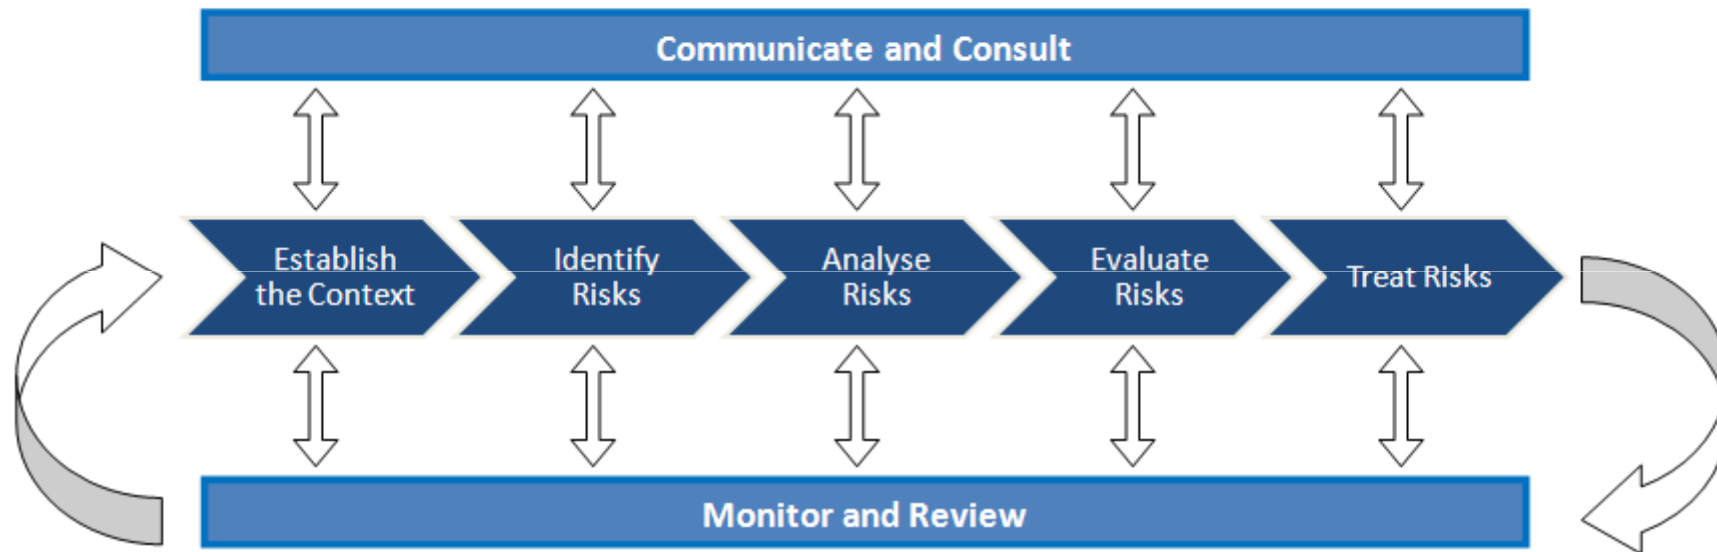 Communicate and Consult
Establish
the Context
Identify
Risks
Analyse
Risks
Evaluate
Risks
Treat Risks
Monitor and Review